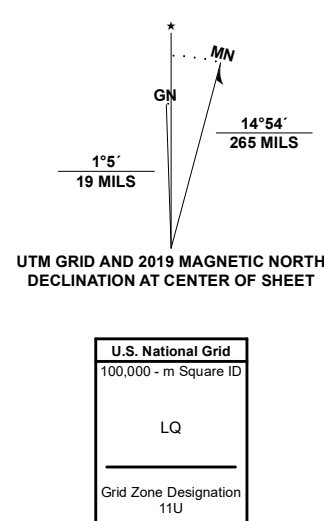 ★
MN
GN
14°54´
265 MILS
1°5´
19 MILS
UTM GRID AND 2019 MAGNETIC NORTH
DECLINATION AT CENTER OF SHEET
U.S. National Grid
100,000 - m Square ID
LQ
Grid Zone Designation
11U